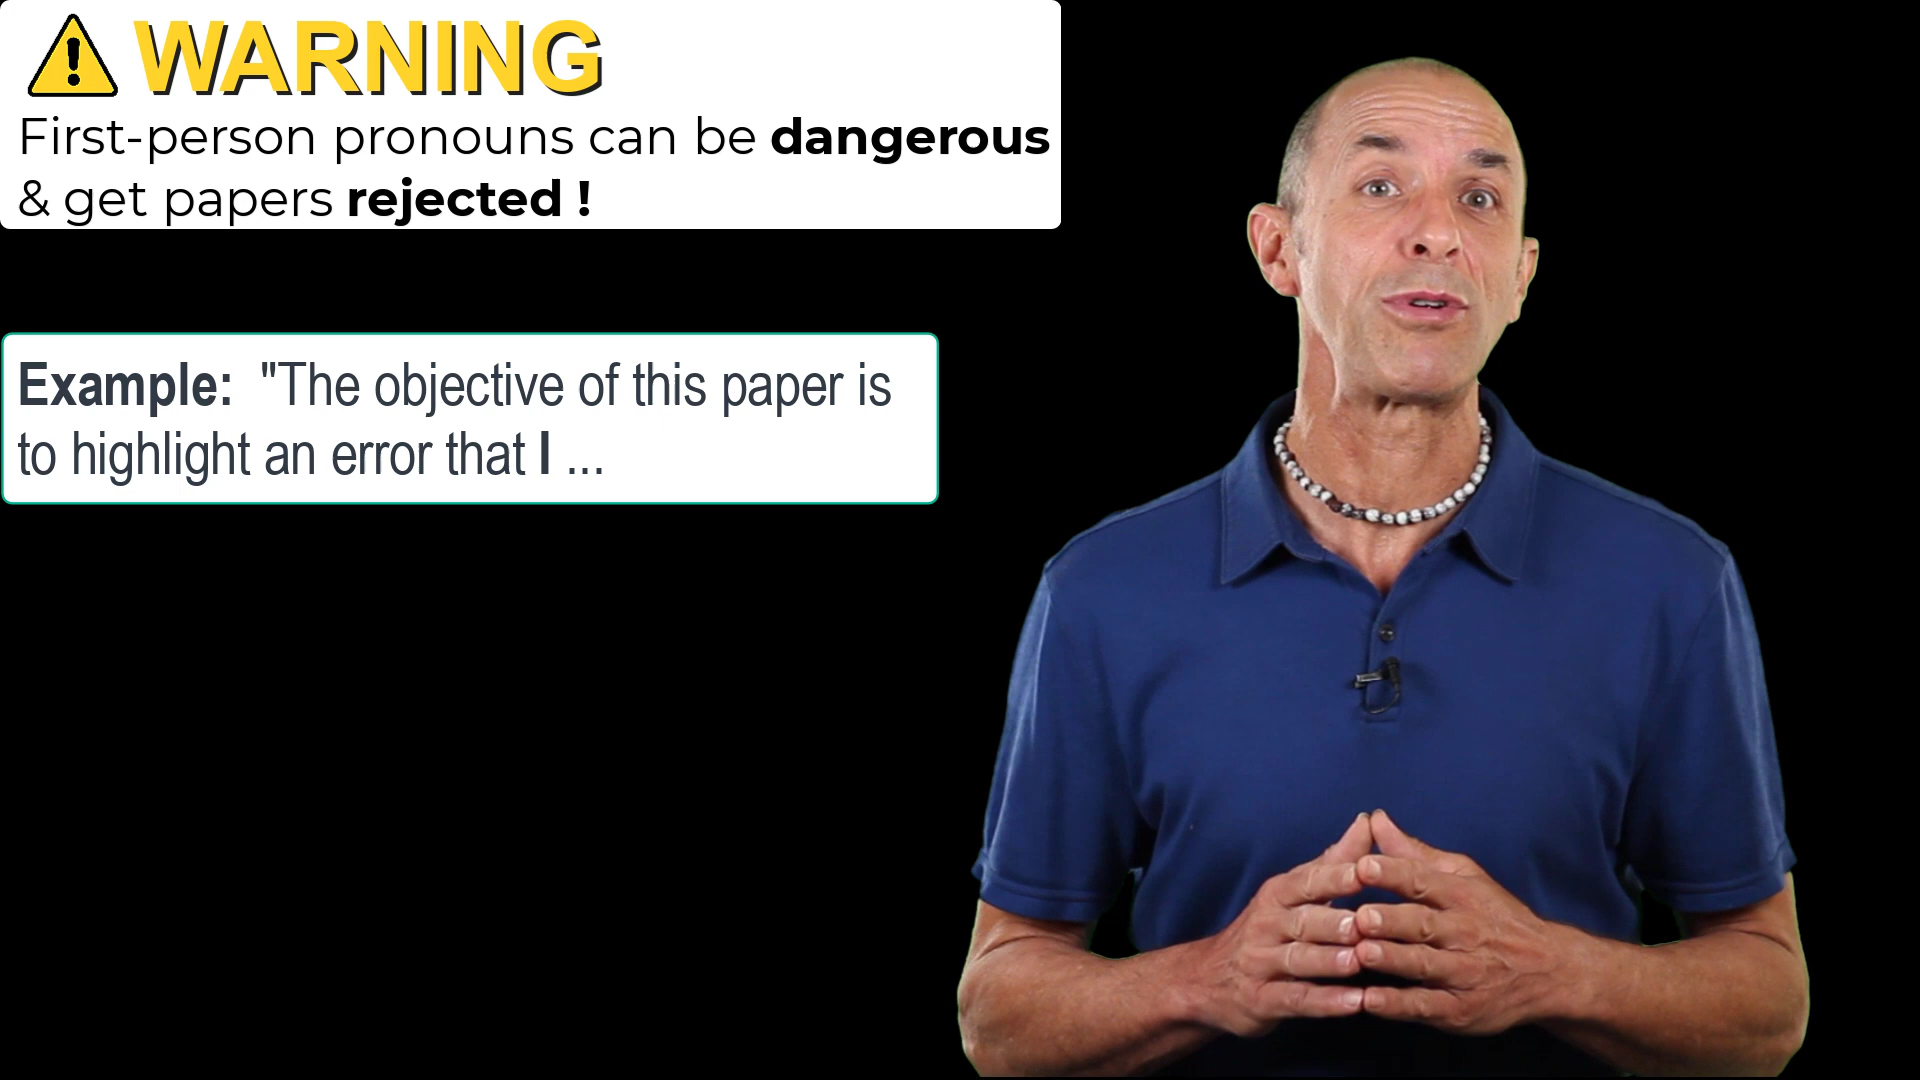 WARNING
First-person pronouns can be dangerous
& get papers rejected !
Example: "The objective of this paper is
to highlight an error that I ...